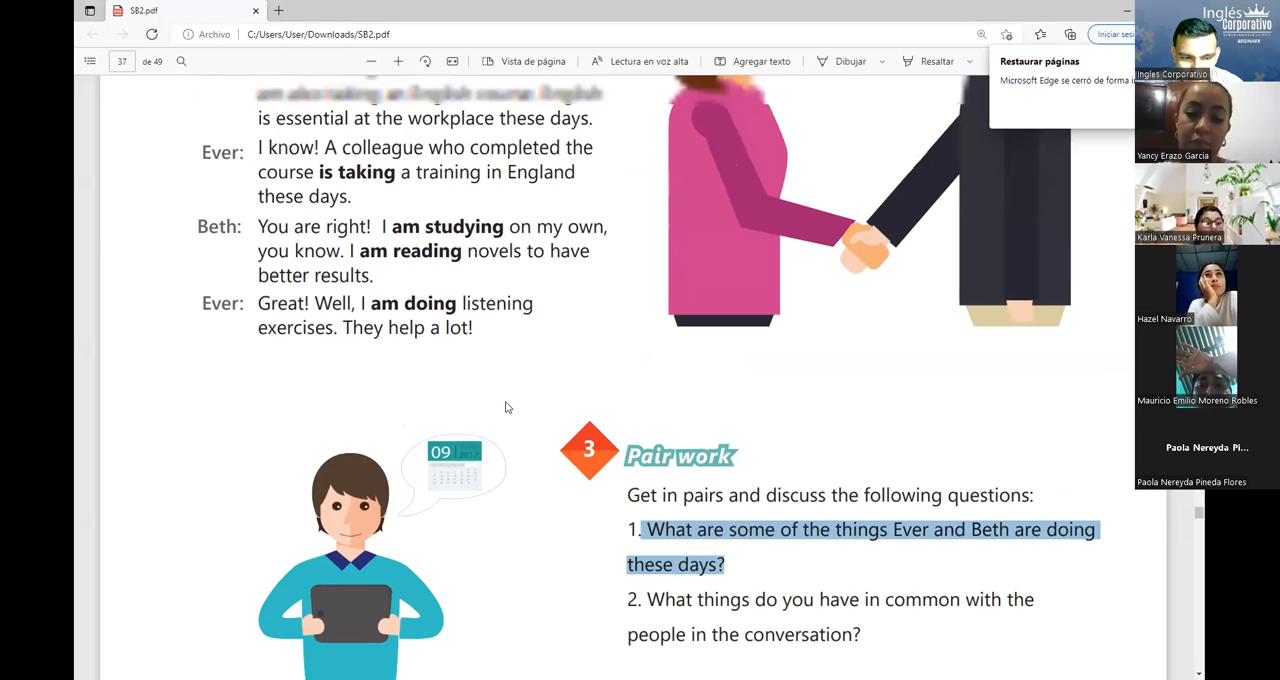 SB2.pdf
Archivo | C:/Users/User/Downloads/SB2.pdf
Iniciar sesi
37 de 49
Vista de página
Lectura en voz alta
Agregar texto
Dibujar
Resaltar
Restaurar páginas
Microsoft Edge se cerró de forma i
is essential at the workplace these days.
Ever: I know! A colleague who completed the
course is taking a training in England
these days.
Beth: You are right! I am studying on my own,
you know. I am reading novels to have
better results.
Ever: Great! Well, I am doing listening
exercises. They help a lot!
09
2017
3 Pair work
Get in pairs and discuss the following questions:
1. What are some of the things Ever and Beth are doing
these days?
2. What things do you have in common with the
people in the conversation?
Inglés
Corporativo
BEGINNER
Ingles Corporativo
Yancy Erazo Garcia
Karla Vanessa Prunera
Hazel Navarro
Mauricio Emilio Moreno Robles
Paola Nereyda Pi...
Paola Nereyda Pineda Flores